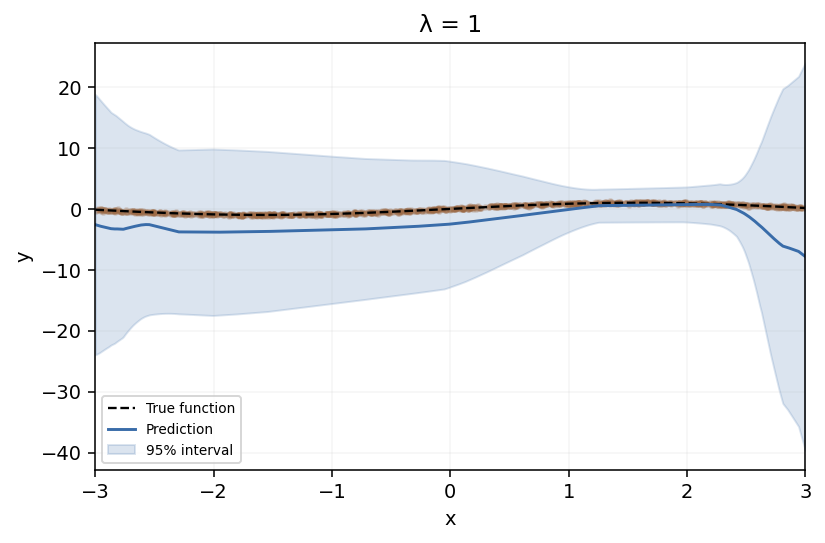 λ = 1
y
20
10
0
−10
−20
−30
−40
True function
Prediction
95% interval
−3 −2 −1 0 1 2 3
x